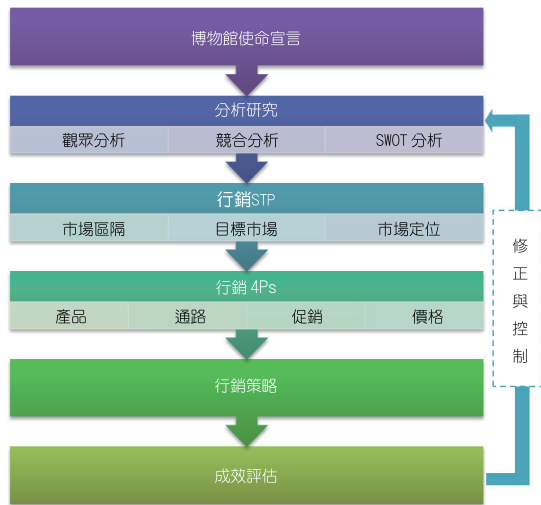 博物館使命宣言
分析研究
觀眾分析 競合分析 SWOT 分析
行銷STP
市場區隔 目標市場 市場定位
行銷 4Ps
產品 通路 促銷 價格
行銷策略
成效評估
修正與控制